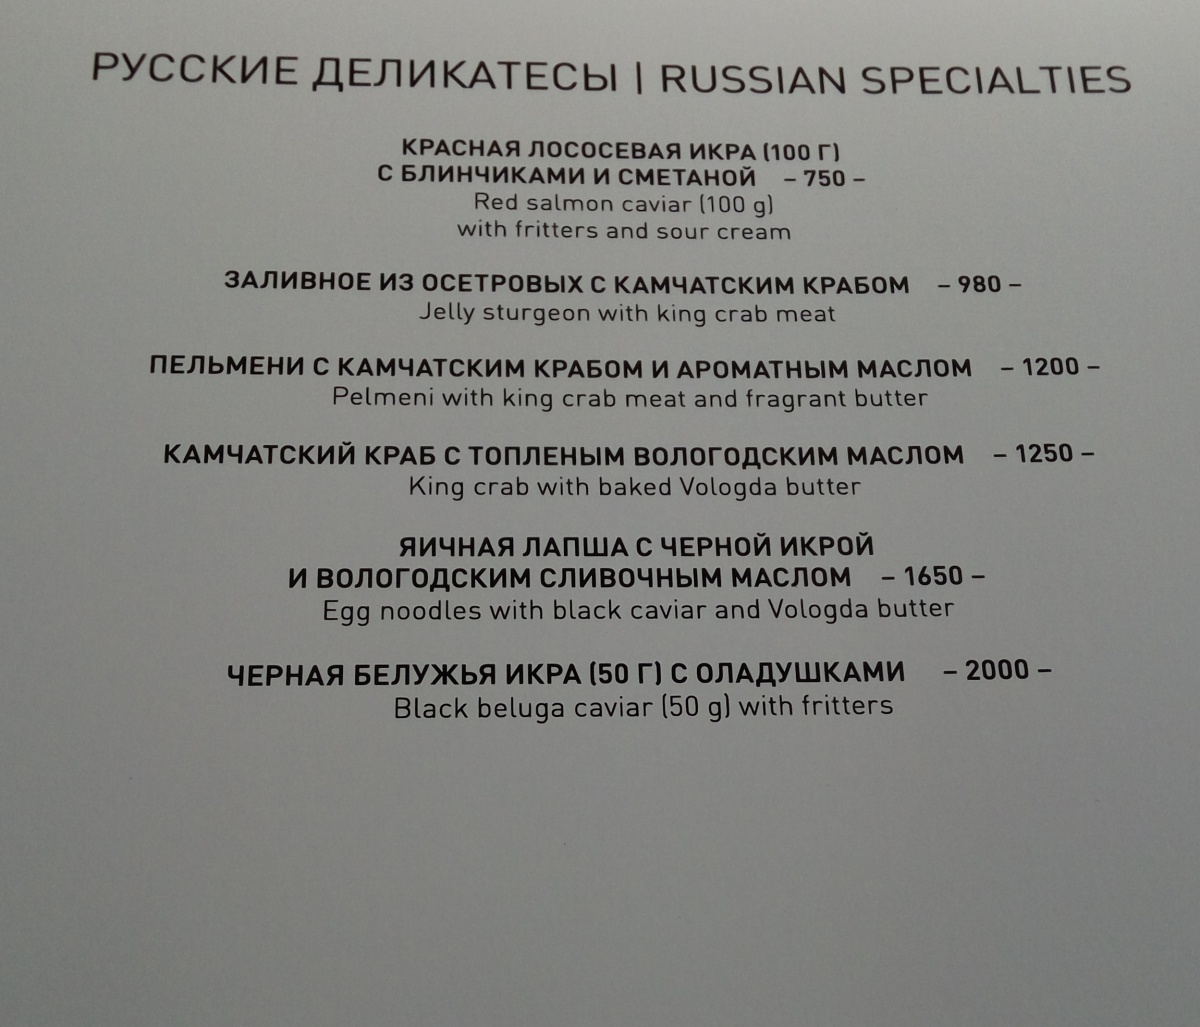 РУССКИЕ ДЕЛИКАТЕСЫ | RUSSIAN SPECIALTIES
КРАСНАЯ ЛОСОСЕВАЯ ИКРА (100 Г)
С БЛИНЧИКАМИ И СМЕТАНОЙ – 750 –
Red salmon caviar (100 g)
with fritters and sour cream
ЗАЛИВНОЕ ИЗ ОСЕТРОВЫХ С КАМЧАТСКИМ КРАБОМ – 980 –
Jelly sturgeon with king crab meat
ПЕЛЬМЕНИ С КАМЧАТСКИМ КРАБОМ И АРОМАТНЫМ МАСЛОМ – 1200 –
Pelmeni with king crab meat and fragrant butter
КАМЧАТСКИЙ КРАБ С ТОПЛЕНЫМ ВОЛОГОДСКИМ МАСЛОМ – 1250 –
King crab with baked Vologda butter
ЯИЧНАЯ ЛАПША С ЧЕРНОЙ ИКРОЙ
И ВОЛОГОДСКИМ СЛИВОЧНЫМ МАСЛОМ – 1650 –
Egg noodles with black caviar and Vologda butter
ЧЕРНАЯ БЕЛУЖЬЯ ИКРА (50 Г) С ОЛАДУШКАМИ – 2000 –
Black beluga caviar (50 g) with fritters